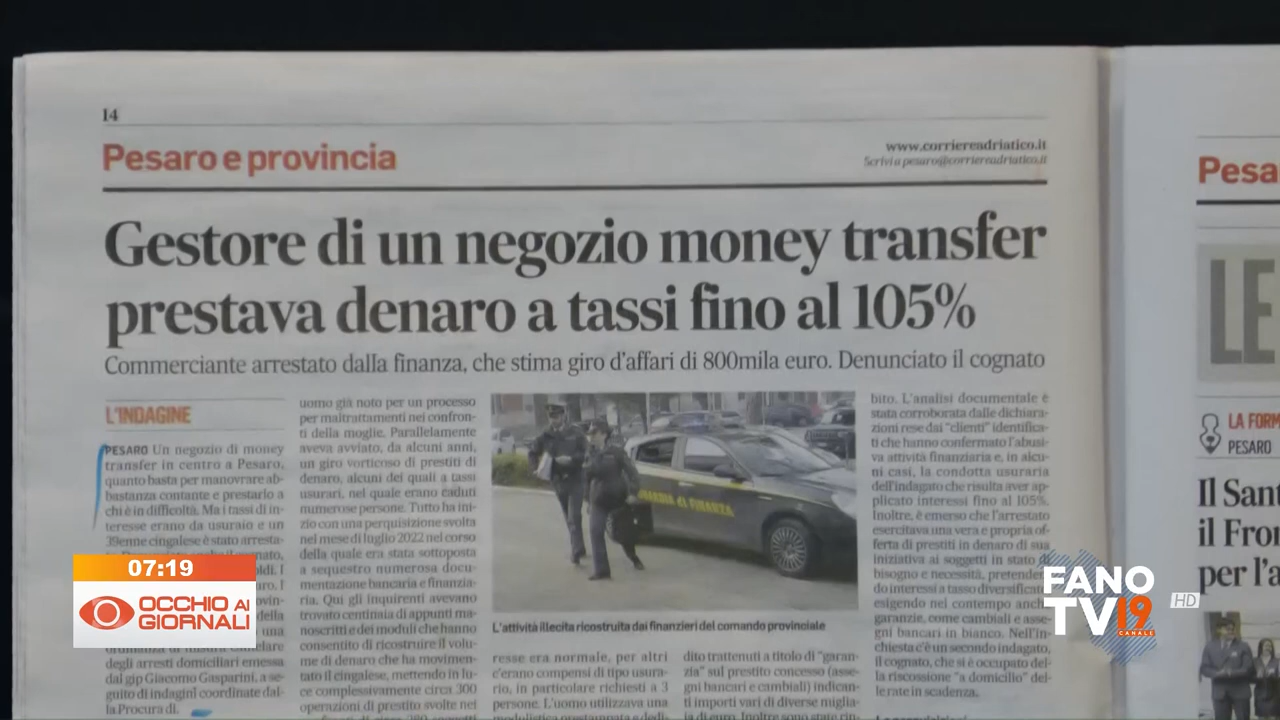 14
Pesaro e provincia
www.corriereadriatico.it
Scrivi a pesaro@corriereadriatico.it
Gestore di un negozio money transfer
prestava denaro a tassi fino al 105%
Commerciante arrestato dalla finanza, che stima giro d'affari di 800mila euro. Denunciato il cognato
L'INDAGINE
PESARO Un negozio di money
transfer in centro a Pesaro,
quanto basta per manovrare ab-
bastanza contante e prestarlo a
chi è in difficoltà. Ma i tassi di in-
teresse erano da usuraio e un
39enne cingalese è stato arresta-
degli arresti domiciliari emessa
dal gip Giacomo Gasparini, a se-
guito di indagini coordinate dal-
la Procura di.
uomo già noto per un processo
per maltrattamenti nei confron-
ti della moglie. Parallelamente
aveva avviato, da alcuni anni,
un giro vorticoso di prestiti di
denaro, alcuni dei quali a tassi
usurari, nel quale erano caduti
numerose persone. Tutto ha ini-
zio con una perquisizione svolta
nel mese di luglio 2022 nel corso
della quale era stata sottoposta
a sequestro numerosa docu-
mentazione bancaria e finanzia-
ria. Qui gli inquirenti avevano
trovato centinaia di appunti ma-
noscritti e dei moduli che hanno
consentito di ricostruire il volu-
me di denaro che ha movimen-
tato il cingalese, mettendo in lu-
ce complessivamente circa 300
operazioni di prestito svolte nei
GUARDIA di FINANZA
L'attività illecita ricostruita dai finanzieri del comando provinciale
resse era normale, per altri
c'erano compensi di tipo usura-
rio, in particolare richiesti a 3
persone. L'uomo utilizzava una
dito trattenuti a titolo di "garan-
zia" sul prestito concesso (asse-
gni bancari e cambiali) indican-
ti importi vari di diverse miglia-
ia di euro. Inoltre sono state rin-
bito. L'analisi documentale è
stata corroborata dalle dichiara-
zioni rese dai "clienti" identifica-
ti che hanno confermato l'abusi-
va attività finanziaria e, in alcu-
ni casi, la condotta usuraria
dell'indagato che risulta aver ap-
plicato interessi fino al 105%.
Inoltre, è emerso che l'arrestato
esercitava una vera e propria of-
ferta di prestiti in denaro di sua
iniziativa ai soggetti in stato di
bisogno e necessità, pretenden-
do interessi a tasso diversificato
esigendo nel contempo anche
garanzie, come cambiali e asse-
gni bancari in bianco. Nell'in-
chiesta c'è un secondo indagato,
il cognato, che si è occupato del-
la riscossione "a domicilio" del-
le rate in scadenza.
Pesa
LE
LA FORM
PESARO
Il Sant
il Fron
per l'a
07:19
OCCHIO AI
GIORNALI
FANO
TV19
CANALE
HD